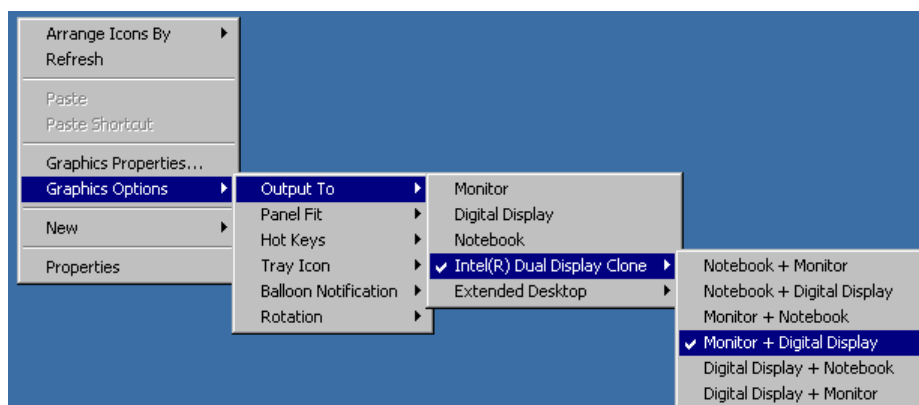 Arrange Icons By
Refresh
Paste
Paste Shortcut
Graphics Properties...
Graphics Options
New
Properties
Output To
Panel Fit
Hot Keys
Tray Icon
Balloon Notification
Rotation
Monitor
Digital Display
Notebook
Intel(R) Dual Display Clone
Extended Desktop
Notebook + Monitor
Notebook + Digital Display
Monitor + Notebook
Monitor + Digital Display
Digital Display + Notebook
Digital Display + Monitor